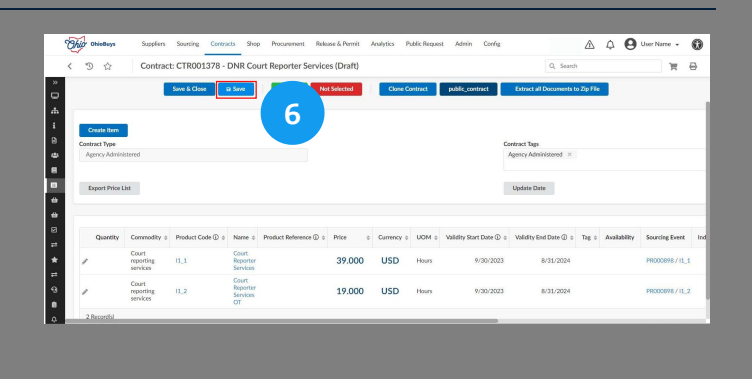 Ohio OhioBuys Suppliers Sourcing Contracts Shop Procurement Release & Permit Analytics Public Request Admin Config User Name
Contract: CTR001378 - DNR Court Reporter Services (Draft) Search
Save & Close Save Not Selected Clone Contract public_contract Extract all Documents to Zip File
6
Create Item
Contract Type Contract Tags
Agency Administered Agency Administered ×
Export Price List Update Date
Quantity Commodity Product Code Name Product Reference Price Currency UOM Validity Start Date Validity End Date Tag Availability Sourcing Event Ind
Court reporting services I1_1 Court Reporter Services 39.000 USD Hours 9/30/2023 8/31/2024 PR000898 / I1_1
Court reporting services I1_2 Court Reporter Services OT 19.000 USD Hours 9/30/2023 8/31/2024 PR000898 / I1_2
2 Record(s)